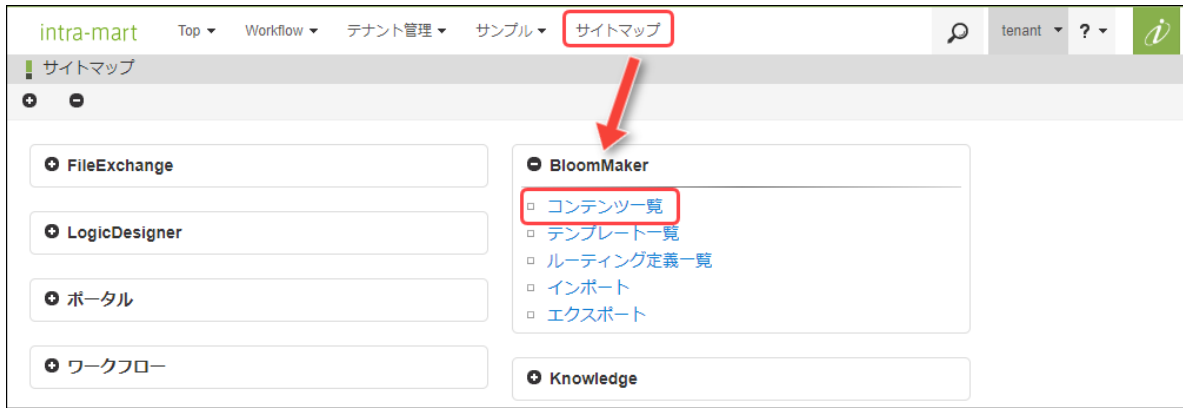 intra-mart Top Workflow テナント管理 サンプル サイトマップ tenant ?
サイトマップ
FileExchange
LogicDesigner
ポータル
ワークフロー
BloomMaker
コンテンツ一覧
テンプレート一覧
ルーティング定義一覧
インポート
エクスポート
Knowledge